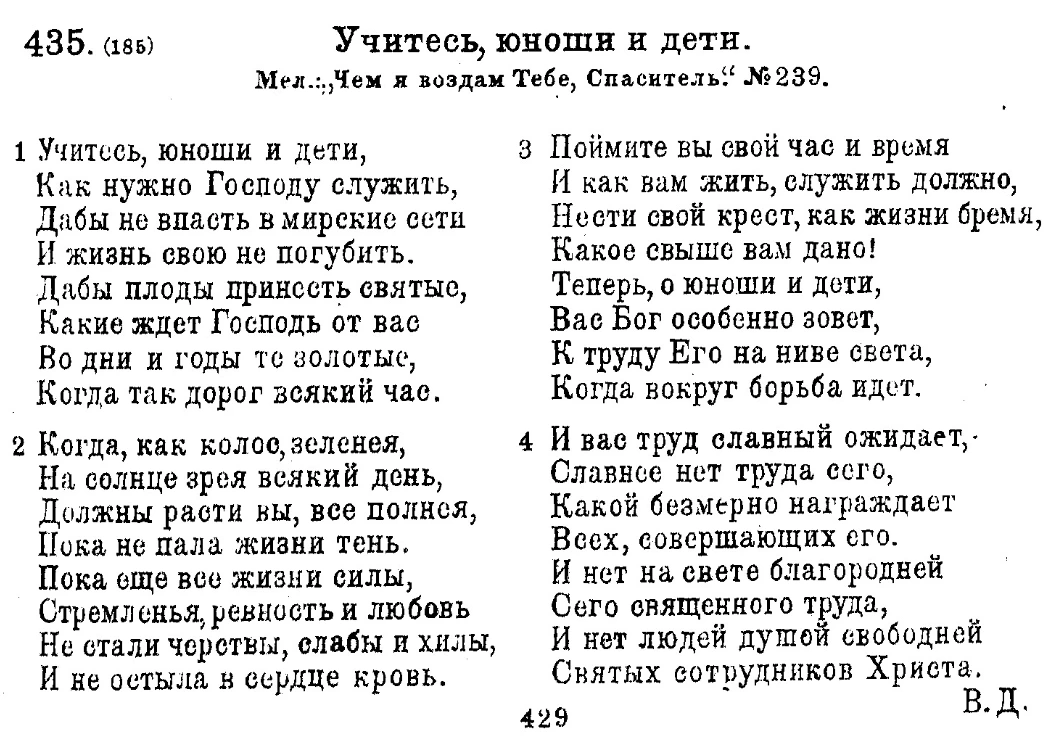 435. (185)
Учитесь, юноши и дети.
Мел.: „Чем я воздам Тебе, Спаситель." №239.
1 Учитесь, юноши и дети,
Как нужно Господу служить,
Дабы не впасть в мирские сети
И жизнь свою не погубить.
Дабы плоды принесть святые,
Какие ждет Господь от вас
Во дни и годы те золотые,
Когда так дорог всякий час.
2 Когда, как колос, зеленея,
На солнце зрея всякий день,
Должны расти вы, все полнея,
Пока не пала жизни тень.
Пока еще все жизни силы,
Стремленья, ревность и любовь
Не стали черствы, слабы и хилы,
И не остыла в сердце кровь.
3 Поймите вы свой час и время
И как вам жить, служить должно,
Нести свой крест, как жизни бремя,
Какое свыше вам дано!
Теперь, о юноши и дети,
Вас Бог особенно зовет,
К труду Его на ниве света,
Когда вокруг борьба идет.
4 И вас труд славный ожидает,
Славнее нет труда сего,
Какой безмерно награждает
Всех, совершающих его.
И нет на свете благородней
Сего священного труда,
И нет людей душой свободней
Святых сотрудников Христа.
В. Д.
429